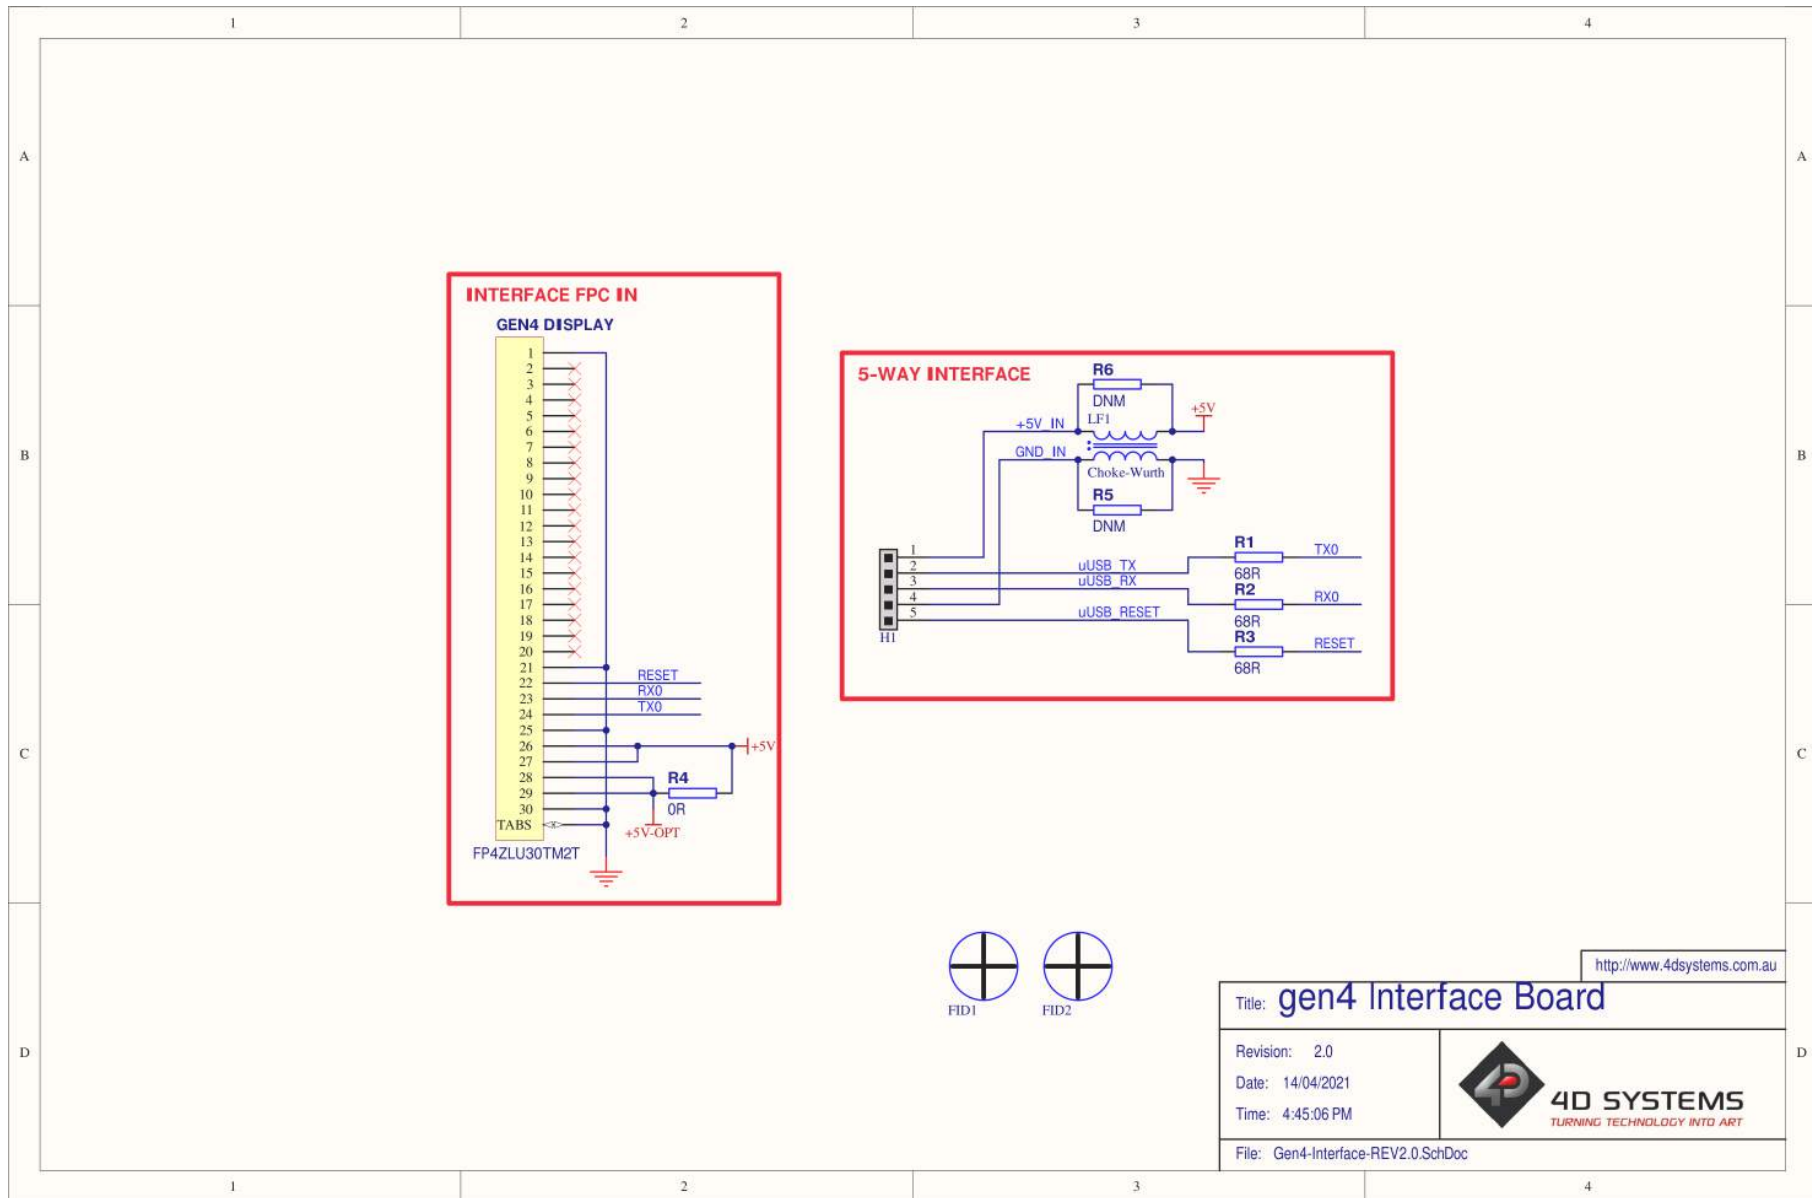 1 2 3 4
A A
INTERFACE FPC IN
GEN4 DISPLAY
1
2
3
4
5
6
7
8
9
10
11
12
13
14
15
16
17
18
19
20
21
22 RESET
23 RX0
24 TX0
25
26 +5V
27
28 R4
29 0R
30
TABS +5V-OPT
FP4ZLU30TM2T
5-WAY INTERFACE
R6
DNM
LF1
+5V_IN +5V
GND_IN
Choke-Wurth
R5
DNM
1 R1 TX0
2 uUSB_TX 68R
3 uUSB_RX R2 RX0
4 68R
5 uUSB_RESET R3 RESET
H1 68R
B B
C C
FID1 FID2
http://www.4dsystems.com.au
Title: gen4 Interface Board
Revision: 2.0
Date: 14/04/2021
Time: 4:45:06 PM
4D SYSTEMS
TURNING TECHNOLOGY INTO ART
File: Gen4-Interface-REV2.0.SchDoc
D D
1 2 3 4